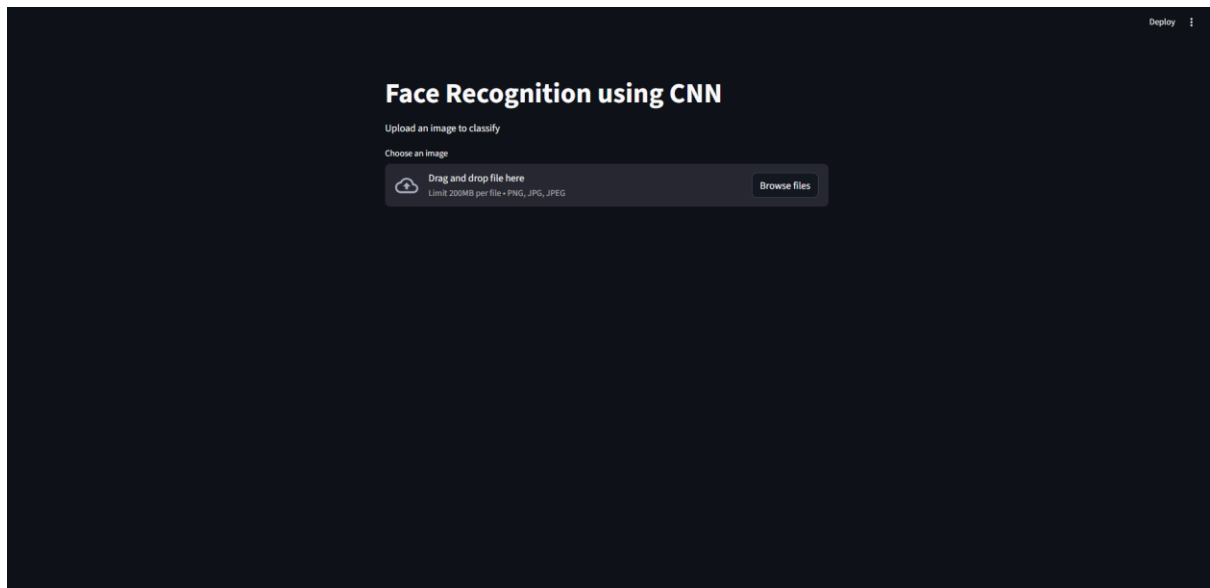 Deploy
Face Recognition using CNN
Upload an image to classify
Choose an image
Drag and drop file here
Limit 200MB per file • PNG, JPG, JPEG
Browse files